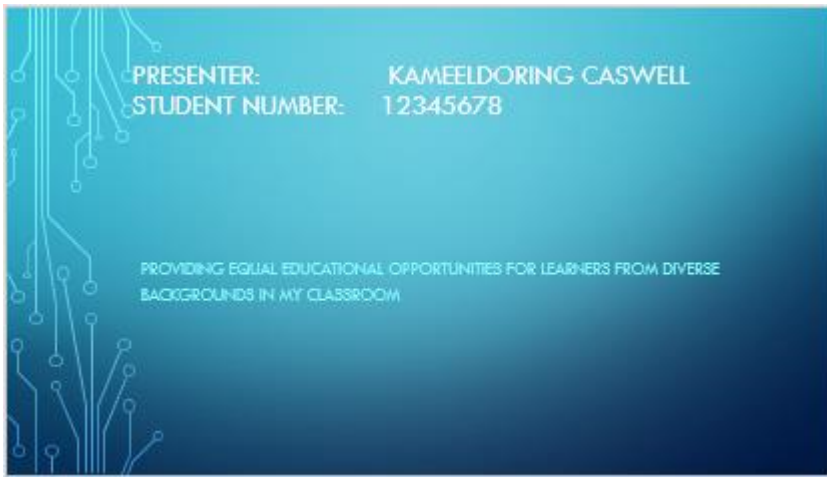 PRESENTER: KAMEELDORING CASWELL
STUDENT NUMBER: 12345678
PROVIDING EQUAL EDUCATIONAL OPPORTUNITIES FOR LEARNERS FROM DIVERSE
BACKGROUNDS IN MY CLASSROOM